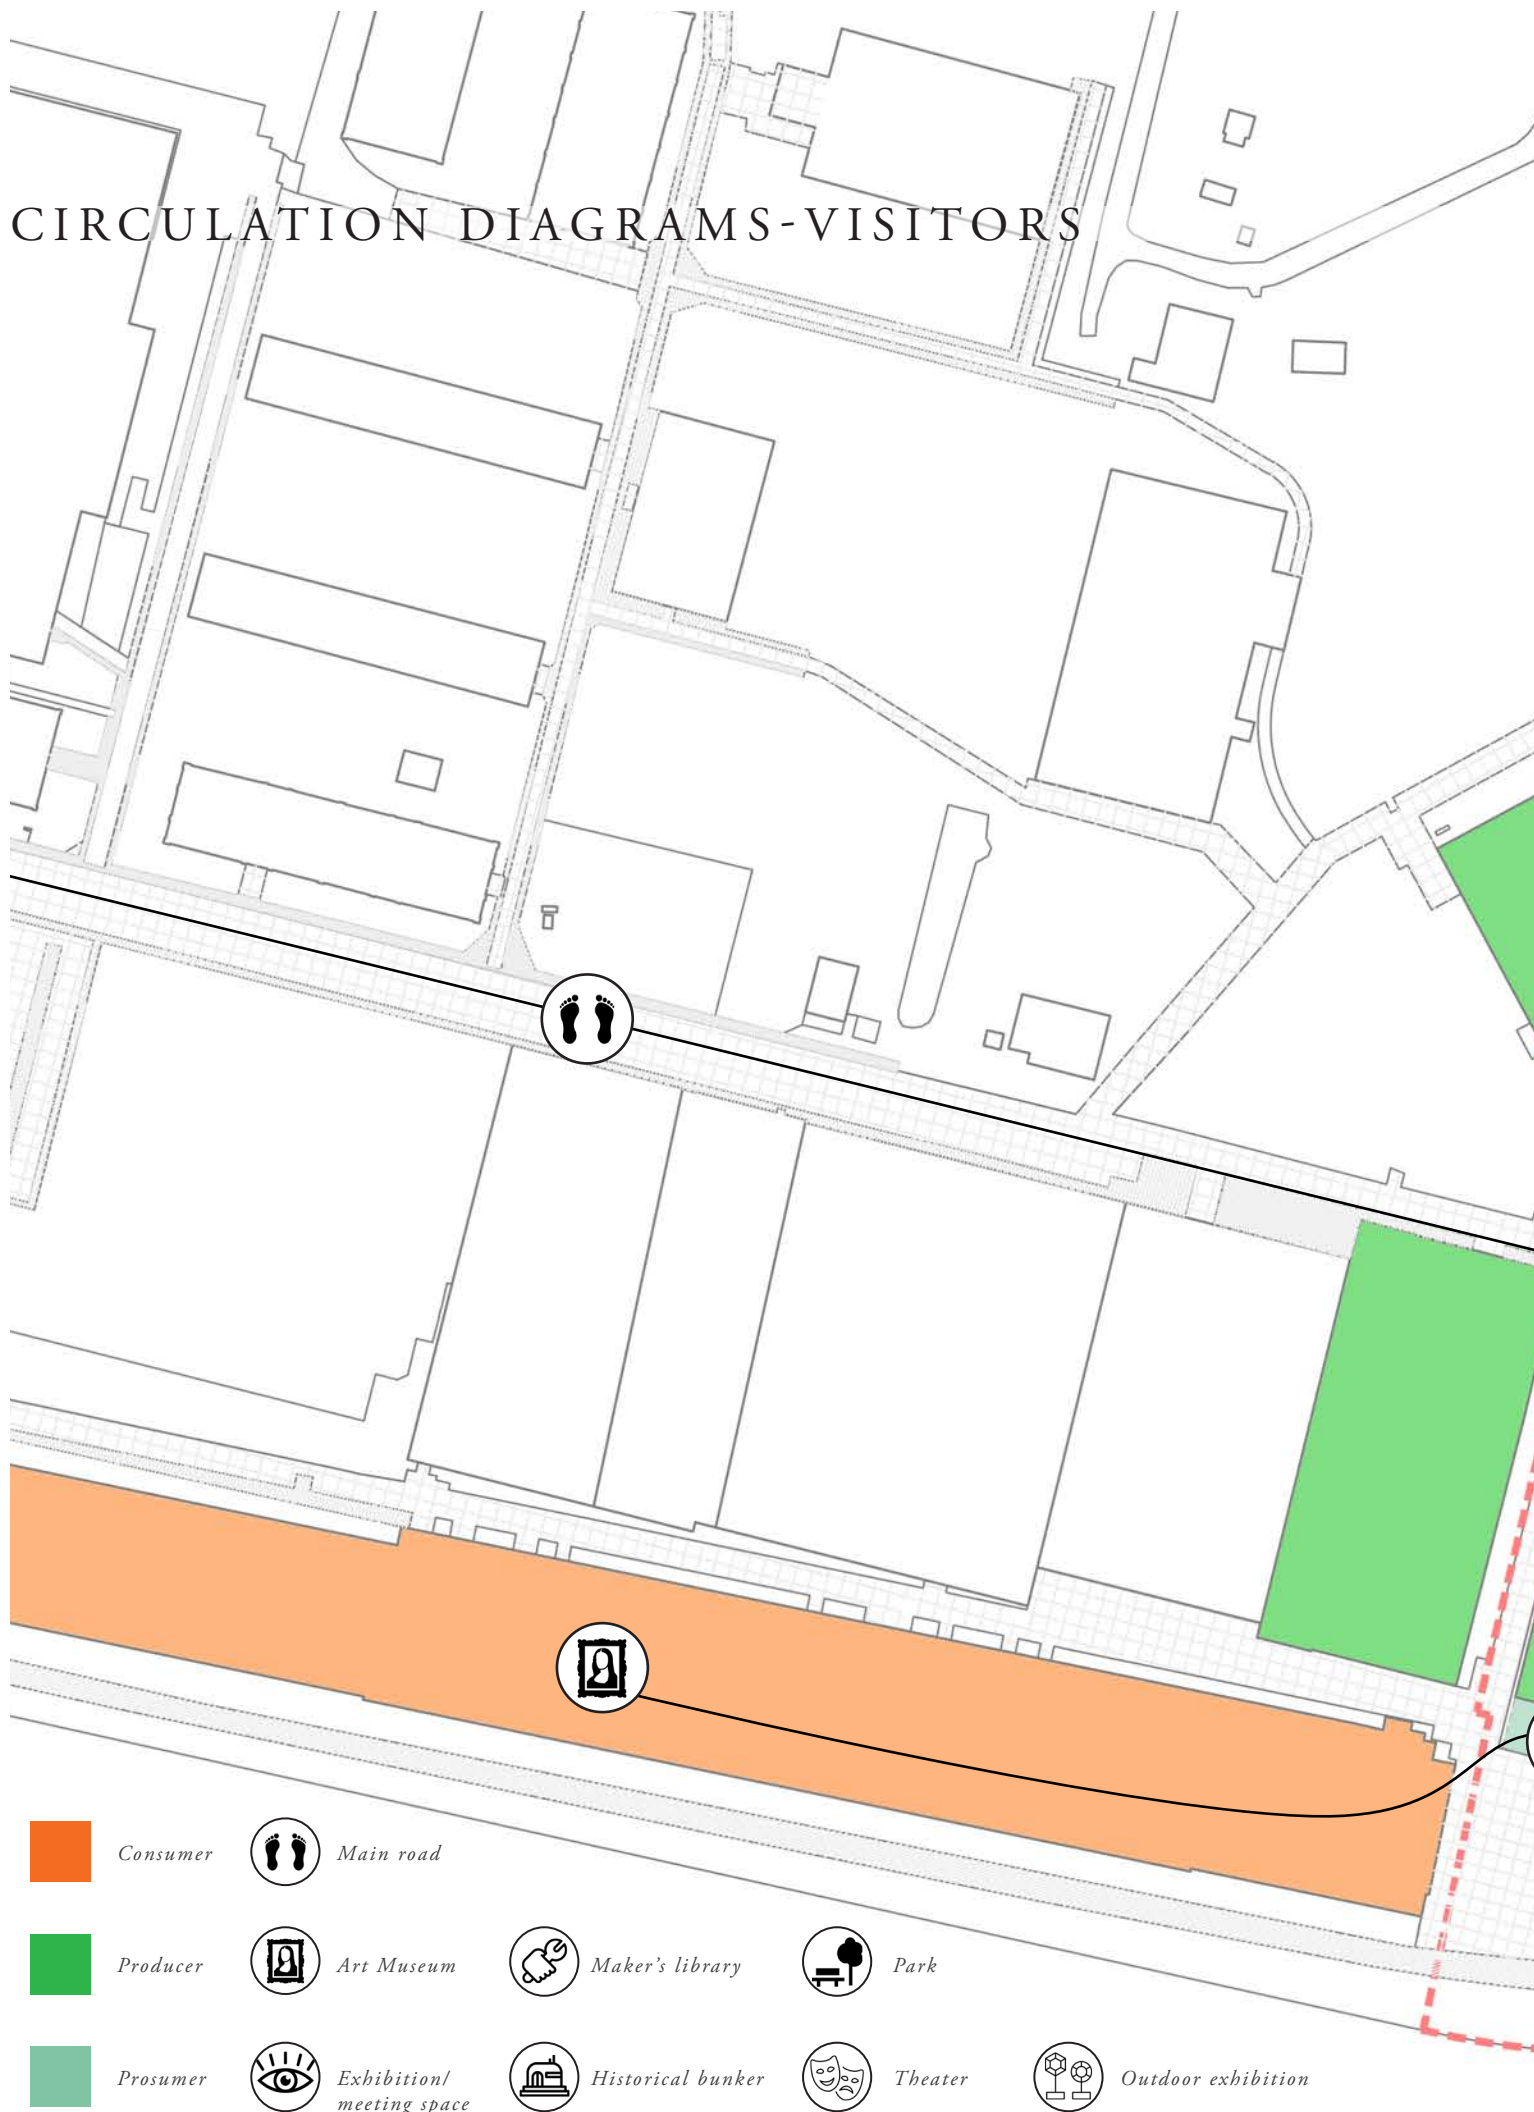 CIRCULATION DIAGRAMS-VISITORS
Consumer
Main road
Producer
Art Museum
Maker's library
Park
Prosumer
Exhibition/
meeting space
Historical bunker
Theater
Outdoor exhibition